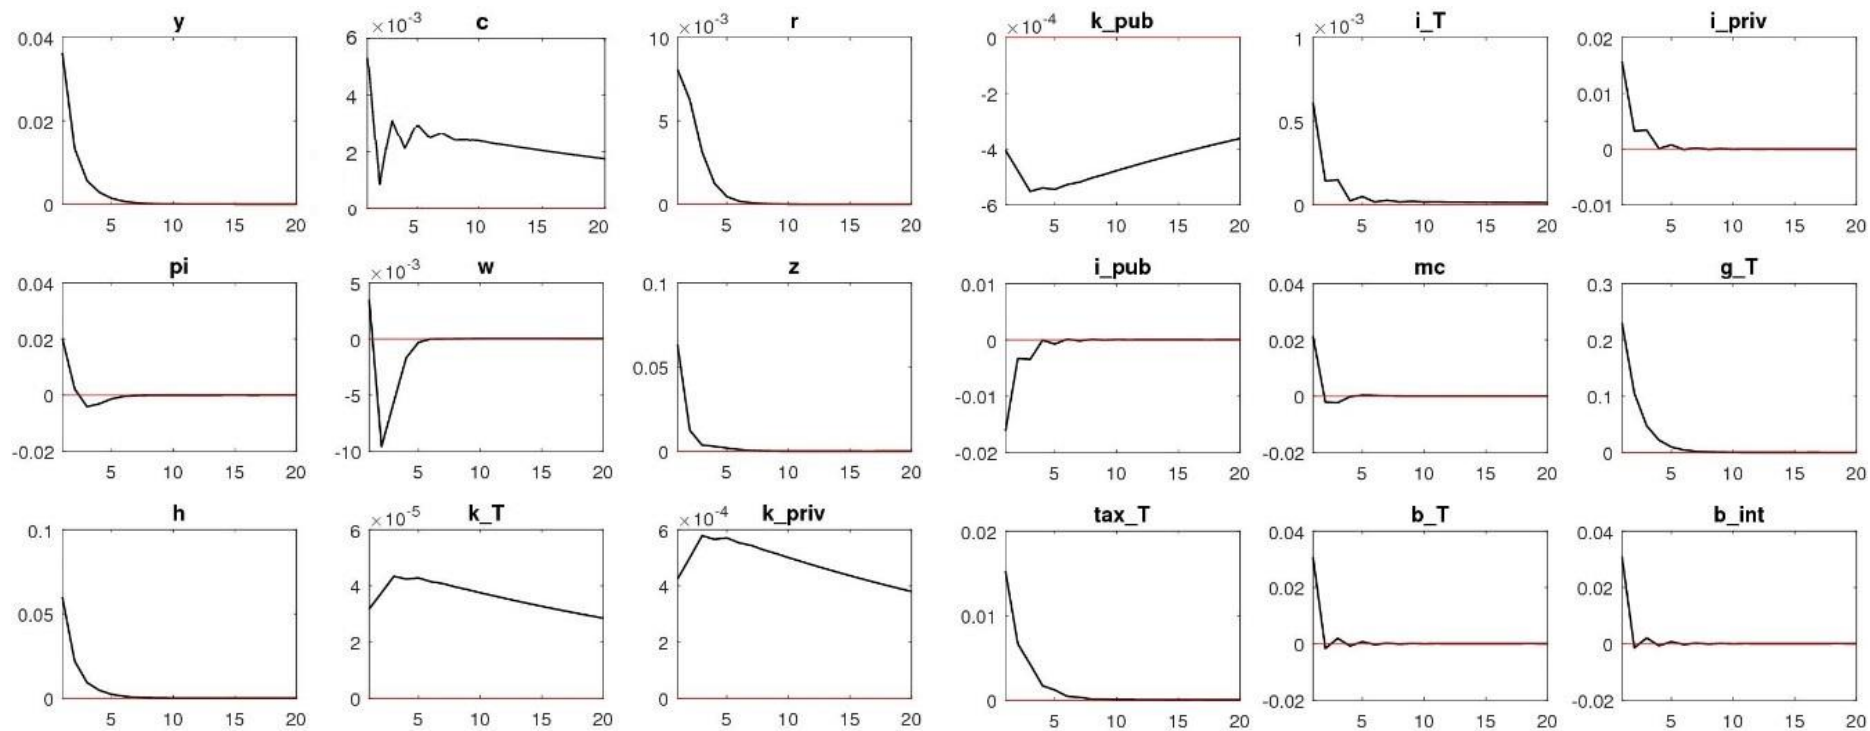 y c r k_pub i_T i_priv
0.04 ×10⁻³ 6 ×10⁻³ 10 ×10⁻⁴ 0 ×10⁻³ 1 0.02
4 -2 0.01
0.02 5 0.5
2 -4 0
0 0 0 -6 0 -0.01
5 10 15 20 5 10 15 20 5 10 15 20 5 10 15 20 5 10 15 20 5 10 15 20
pi w z i_pub mc g_T
0.04 ×10⁻³ 5 0.1 0.01 0.04 0.3
0.02 0 0 0.02 0.2
0.05
0 -5 -0.01 0 0.1
-0.02 -10 0 -0.02 -0.02 0
5 10 15 20 5 10 15 20 5 10 15 20 5 10 15 20 5 10 15 20 5 10 15 20
h k_T k_priv tax_T b_T b_int
0.1 ×10⁻⁵ 6 ×10⁻⁴ 6 0.02 0.04 0.04
4 4 0.02 0.02
0.05 0.01
2 2 0 0
0 0 0 0 -0.02 -0.02
5 10 15 20 5 10 15 20 5 10 15 20 5 10 15 20 5 10 15 20 5 10 15 20